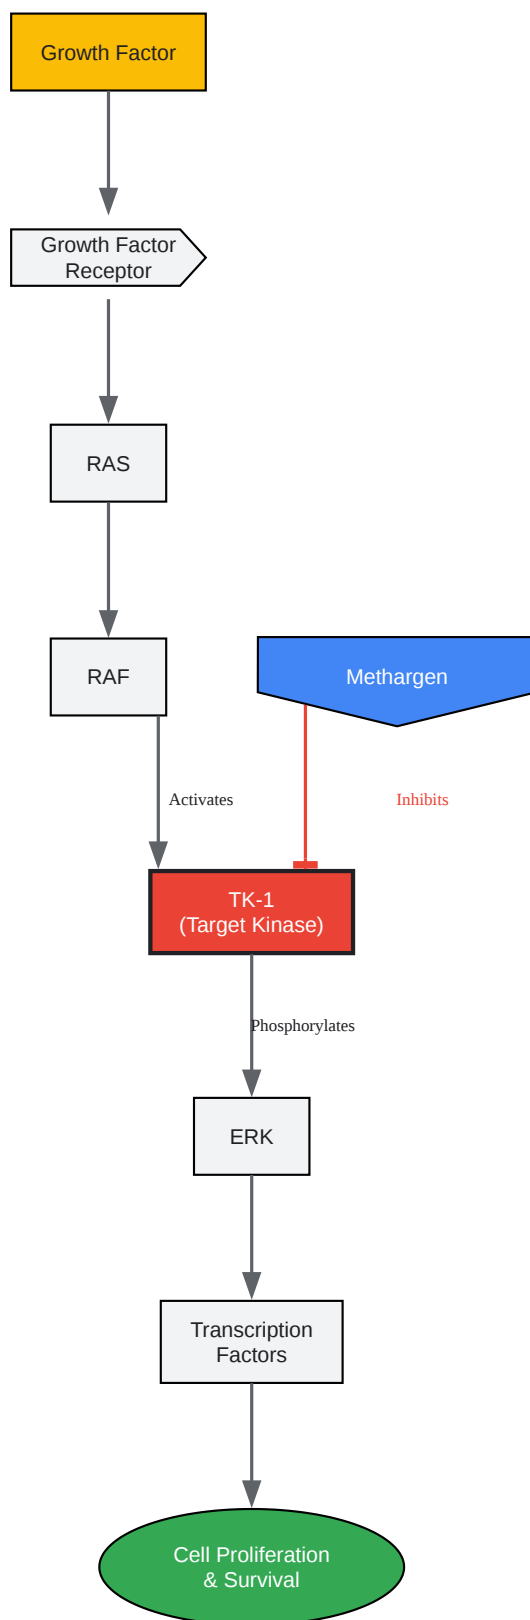 Growth Factor
Growth Factor
Receptor
RAS
RAF
Methargen
Activates
Inhibits
TK-1
(Target Kinase)
Phosphorylates
ERK
Transcription
Factors
Cell Proliferation
& Survival